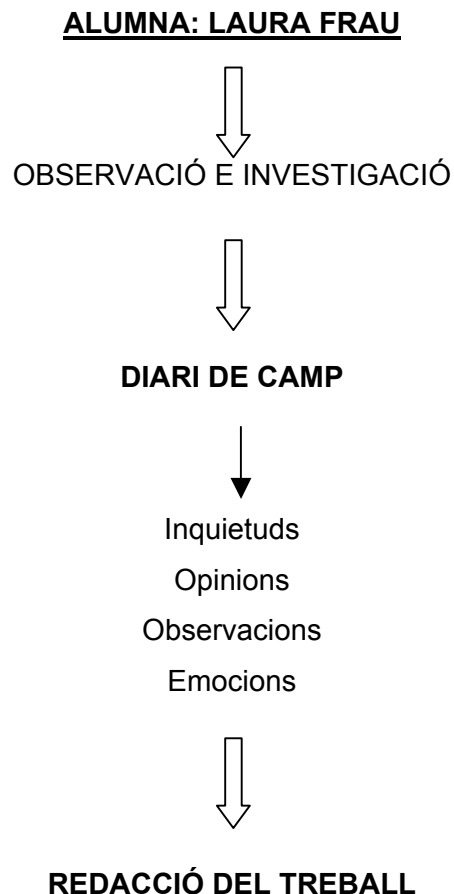 ALUMNA: LAURA FRAU
OBSERVACIÓ E INVESTIGACIÓ
DIARI DE CAMP
Inquietuds
Opinions
Observacions
Emocions
REDACCIÓ DEL TREBALL